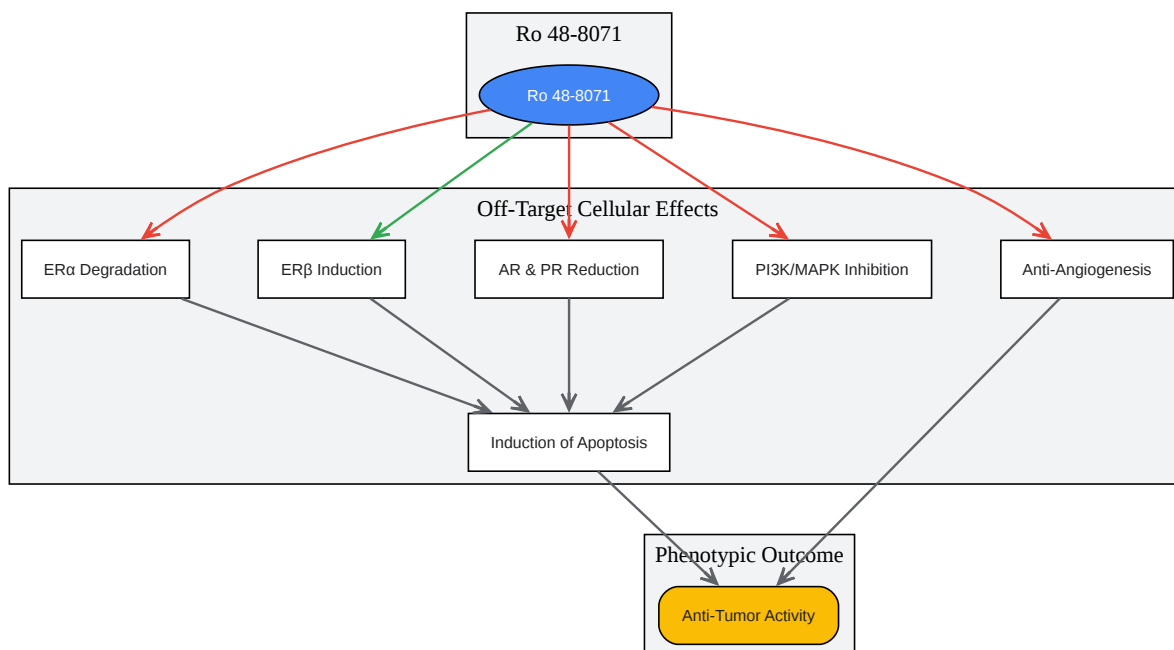 Ro 48-8071
Ro 48-8071
Off-Target Cellular Effects
ERα Degradation
ERβ Induction
AR & PR Reduction
PI3K/MAPK Inhibition
Anti-Angiogenesis
Induction of Apoptosis
Phenotypic Outcome
Anti-Tumor Activity